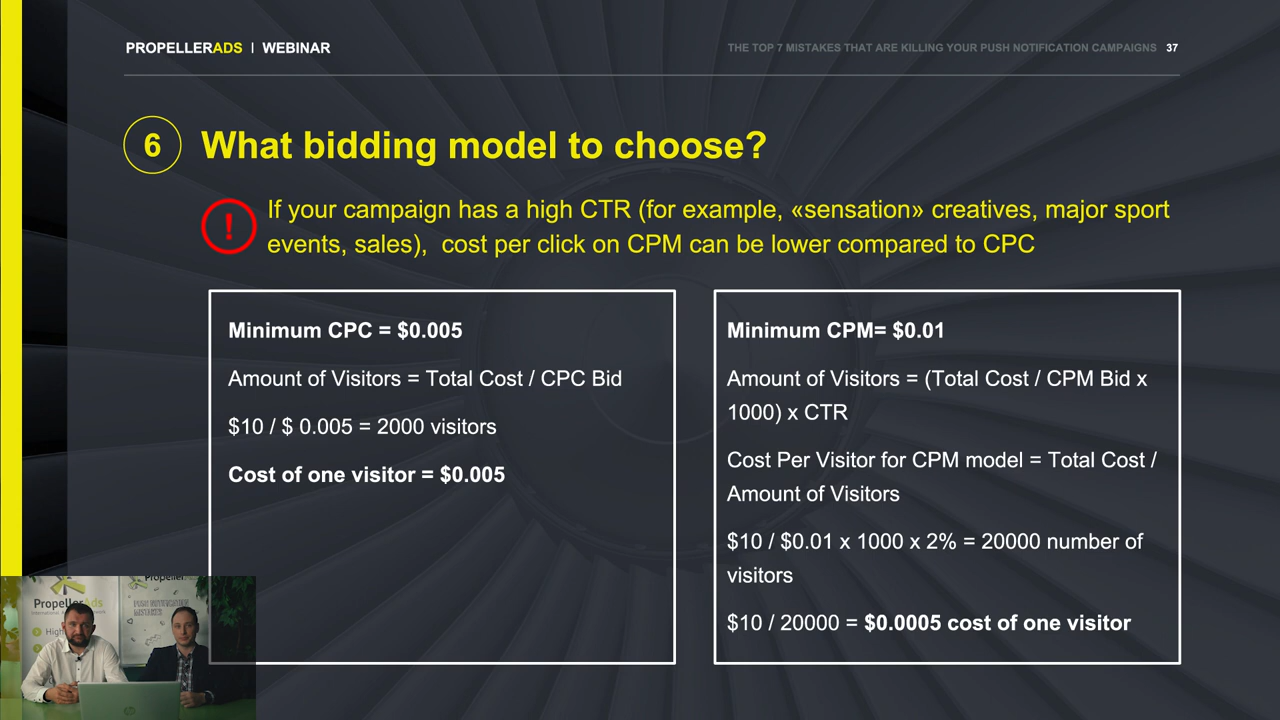 PROPELLERADS | WEBINAR
THE TOP 7 MISTAKES THAT ARE KILLING YOUR PUSH NOTIFICATION CAMPAIGNS 37
6 What bidding model to choose?
! If your campaign has a high CTR (for example, «sensation» creatives, major sport
events, sales), cost per click on CPM can be lower compared to CPC
Minimum CPC = $0.005
Amount of Visitors = Total Cost / CPC Bid
$10 / $ 0.005 = 2000 visitors
Cost of one visitor = $0.005
Minimum CPM= $0.01
Amount of Visitors = (Total Cost / CPM Bid x
1000) x CTR
Cost Per Visitor for CPM model = Total Cost /
Amount of Visitors
$10 / $0.01 x 1000 x 2% = 20000 number of
visitors
$10 / 20000 = $0.0005 cost of one visitor
PropellerAds
High
Propeller